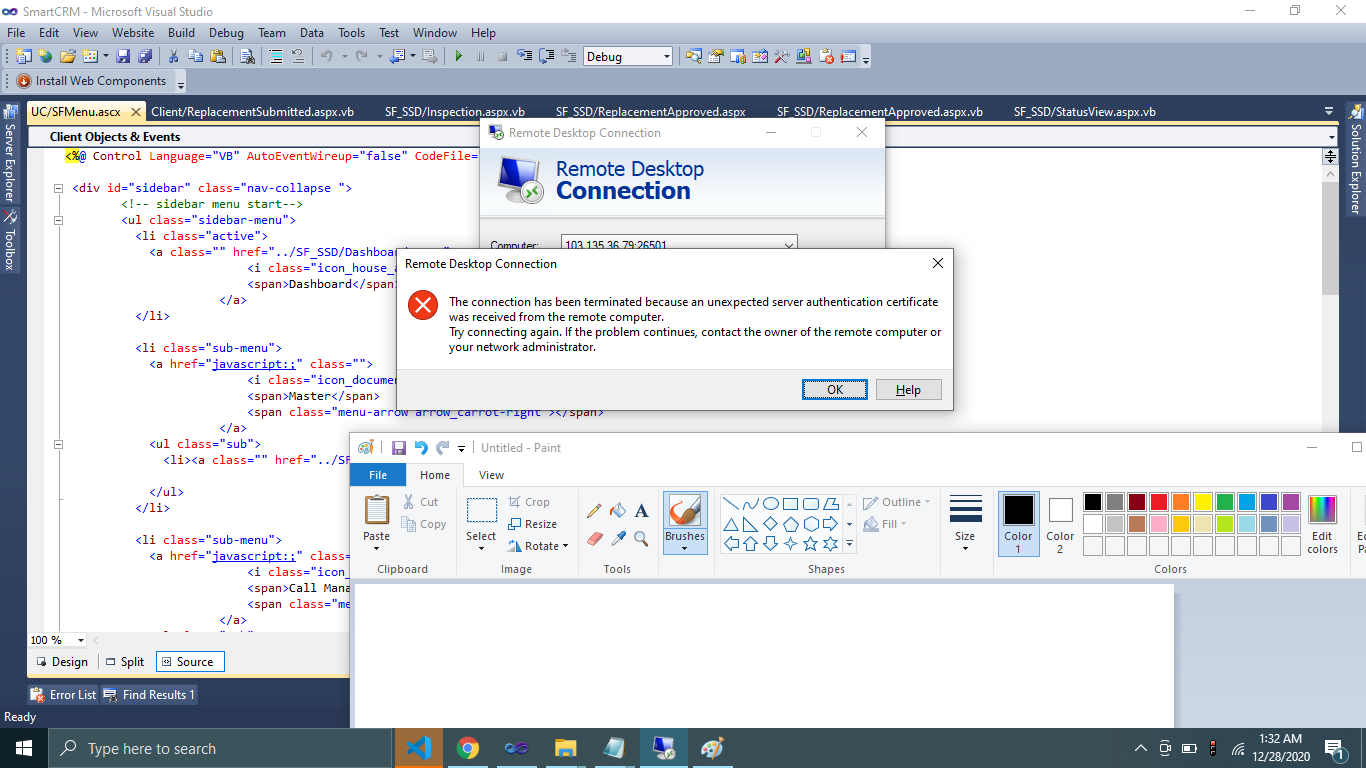 SmartCRM - Microsoft Visual Studio
File Edit View Website Build Debug Team Data Tools Test Window Help
Debug
Install Web Components
UC/SFMenu.ascx Client/ReplacementSubmitted.aspx.vb SF_SSD/Inspection.aspx.vb SF_SSD/ReplacementApproved.aspx SF_SSD/ReplacementApproved.aspx.vb SF_SSD/StatusView.aspx.vb
Server Explorer
Toolbox
Solution Explorer
Client Objects & Events
<%@ Control Language="VB" AutoEventWireup="false" CodeFile=
<div id="sidebar" class="nav-collapse ">
<!-- sidebar menu start-->
<ul class="sidebar-menu">
<li class="active">
<a class="" href="../SF_SSD/Dashboard
<i class="icon_house_
<span>Dashboard</span>
</a>
</li>
<li class="sub-menu">
<a href="javascript:;" class="">
<i class="icon_docume
<span>Master</span>
<span class="menu-arrow arrow_carrot-right"></span>
</a>
<ul class="sub">
<li><a class="" href="../SF
</ul>
</li>
<li class="sub-menu">
<a href="javascript:;" class=
<i class="icon_
<span>Call Mana
<span class="me
</a>
100 %
Design Split Source
Error List Find Results 1
Ready
Remote Desktop Connection
Remote Desktop
Connection
Computer: 103.135.36.79:26501
Remote Desktop Connection
The connection has been terminated because an unexpected server authentication certificate
was received from the remote computer.
Try connecting again. If the problem continues, contact the owner of the remote computer or
your network administrator.
OK Help
Untitled - Paint
File Home View
Paste Cut Copy
Clipboard
Select Crop Resize Rotate
Image
A
Tools
Brushes
Outline Fill
Shapes
Size
Color 1
Color 2
Edit colors
Colors
Type here to search
1:32 AM
12/28/2020
1